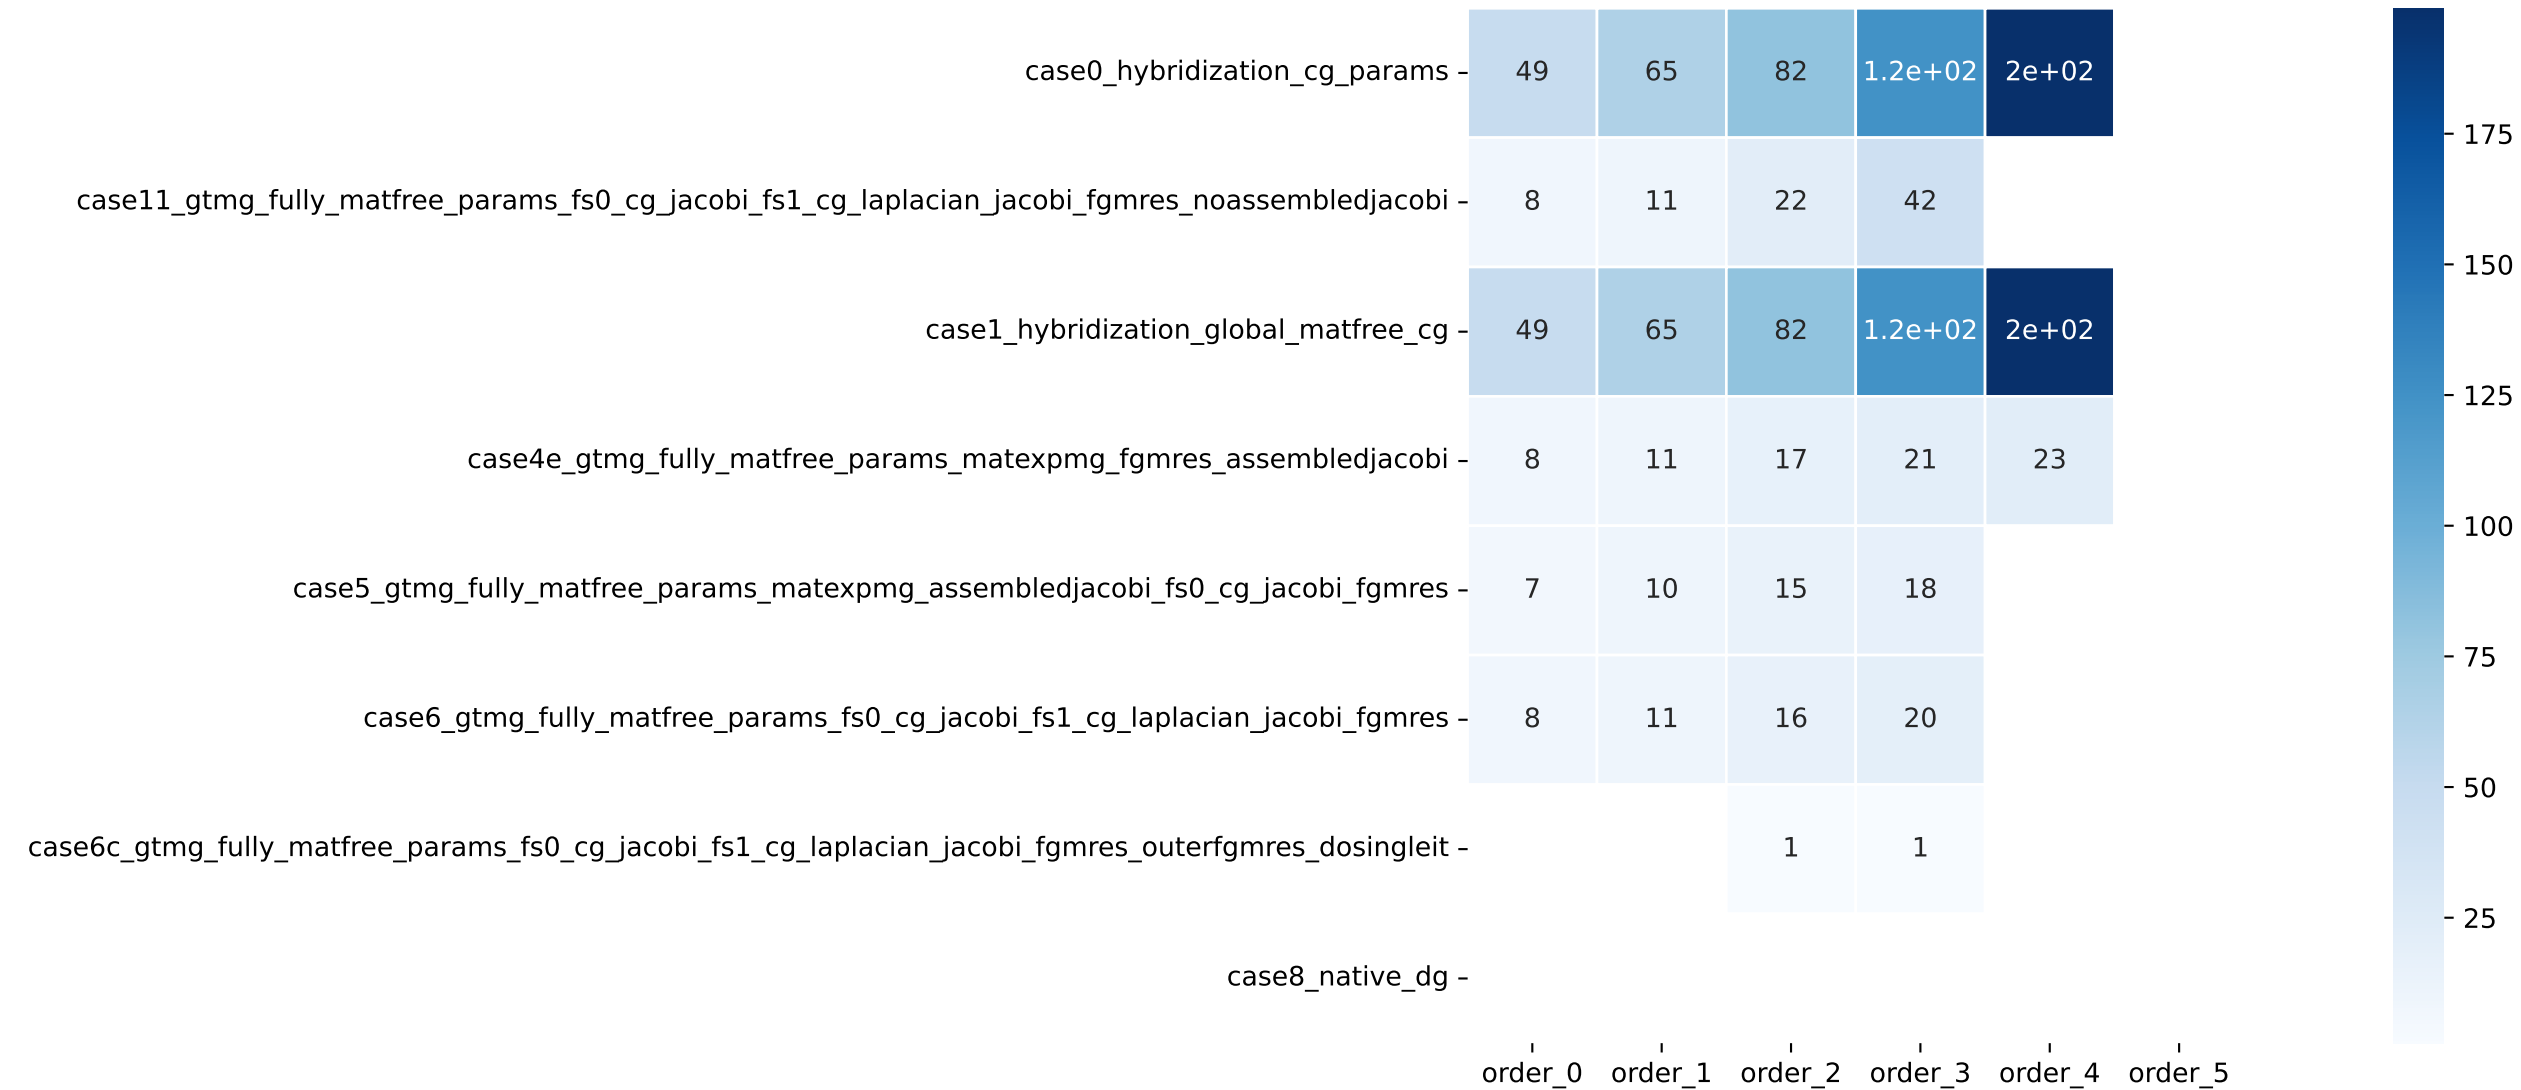 case0_hybridization_cg_params 49 65 82 1.2e+02 2e+02
case11_gtmg_fully_matfree_params_fs0_cg_jacobi_fs1_cg_laplacian_jacobi_fgmres_noassembledjacobi 8 11 22 42
case1_hybridization_global_matfree_cg 49 65 82 1.2e+02 2e+02
case4e_gtmg_fully_matfree_params_matexpmg_fgmres_assembledjacobi 8 11 17 21 23
case5_gtmg_fully_matfree_params_matexpmg_assembledjacobi_fs0_cg_jacobi_fgmres 7 10 15 18
case6_gtmg_fully_matfree_params_fs0_cg_jacobi_fs1_cg_laplacian_jacobi_fgmres 8 11 16 20
case6c_gtmg_fully_matfree_params_fs0_cg_jacobi_fs1_cg_laplacian_jacobi_fgmres_outerfgmres_dosingleit 1 1
case8_native_dg
order_0 order_1 order_2 order_3 order_4 order_5
175
150
125
100
75
50
25